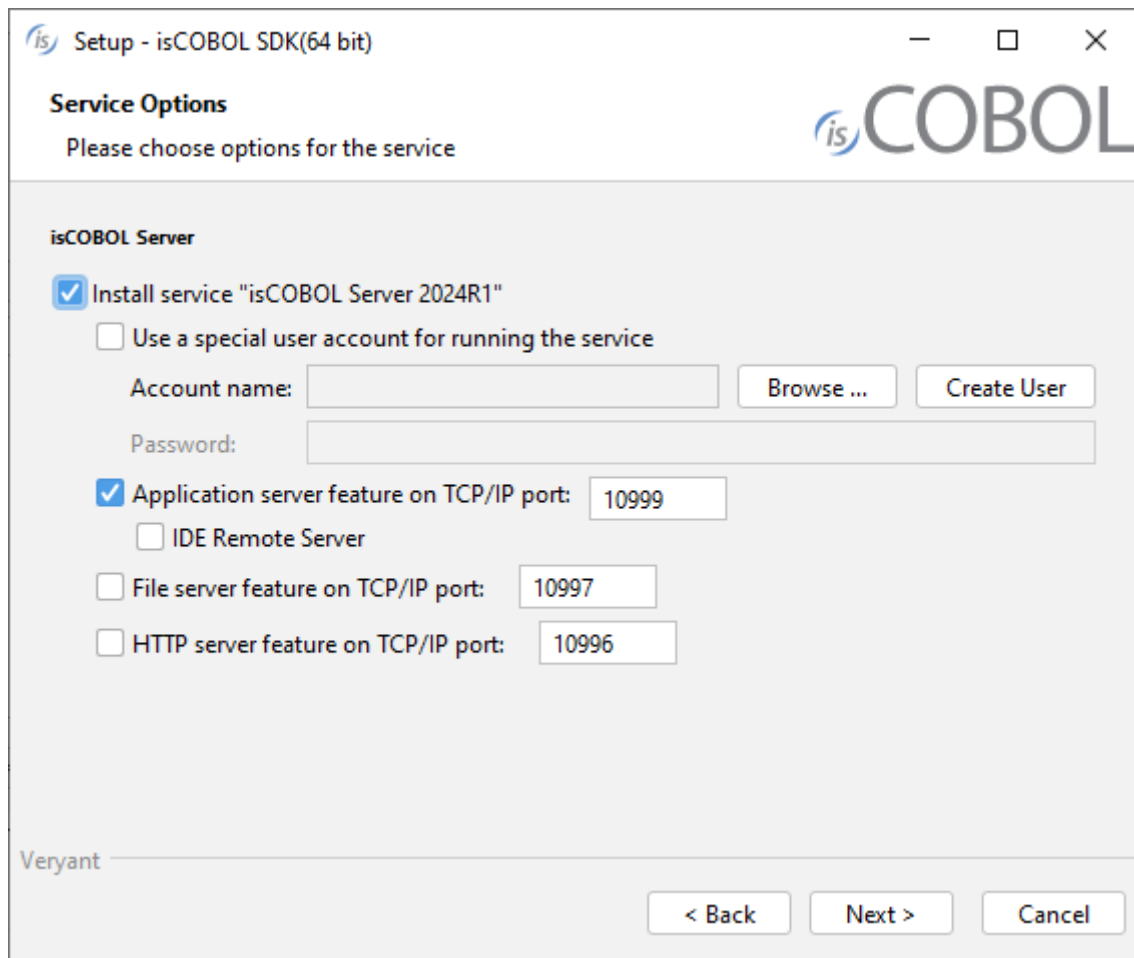 is Setup - isCOBOL SDK(64 bit)
Service Options
Please choose options for the service
isCOBOL
isCOBOL Server
Install service "isCOBOL Server 2024R1"
Use a special user account for running the service
Account name: Browse ... Create User
Password:
Application server feature on TCP/IP port: 10999
IDE Remote Server
File server feature on TCP/IP port: 10997
HTTP server feature on TCP/IP port: 10996
Veryant
< Back Next > Cancel